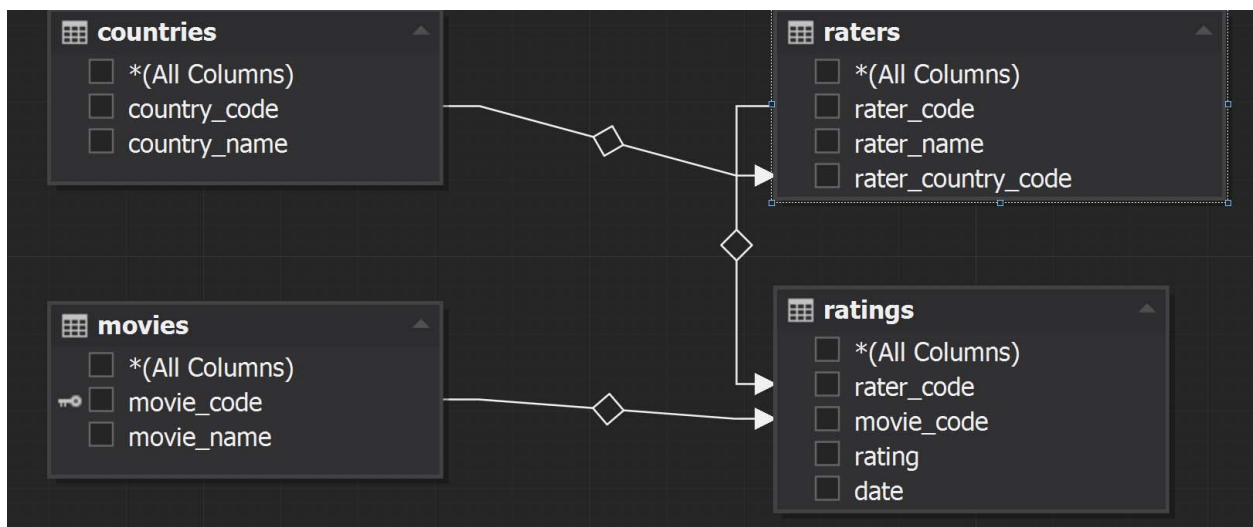 countries
*(All Columns)
country_code
country_name
raters
*(All Columns)
rater_code
rater_name
rater_country_code
movies
*(All Columns)
movie_code
movie_name
ratings
*(All Columns)
rater_code
movie_code
rating
date